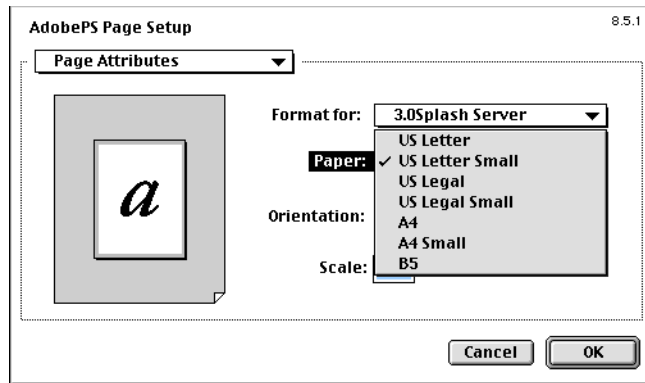 AdobePS Page Setup
8.5.1
Page Attributes
a
Format for:
3.0Splash Server
Paper:
US Letter
✓ US Letter Small
US Legal
US Legal Small
A4
A4 Small
B5
Orientation:
Scale:
Cancel
OK